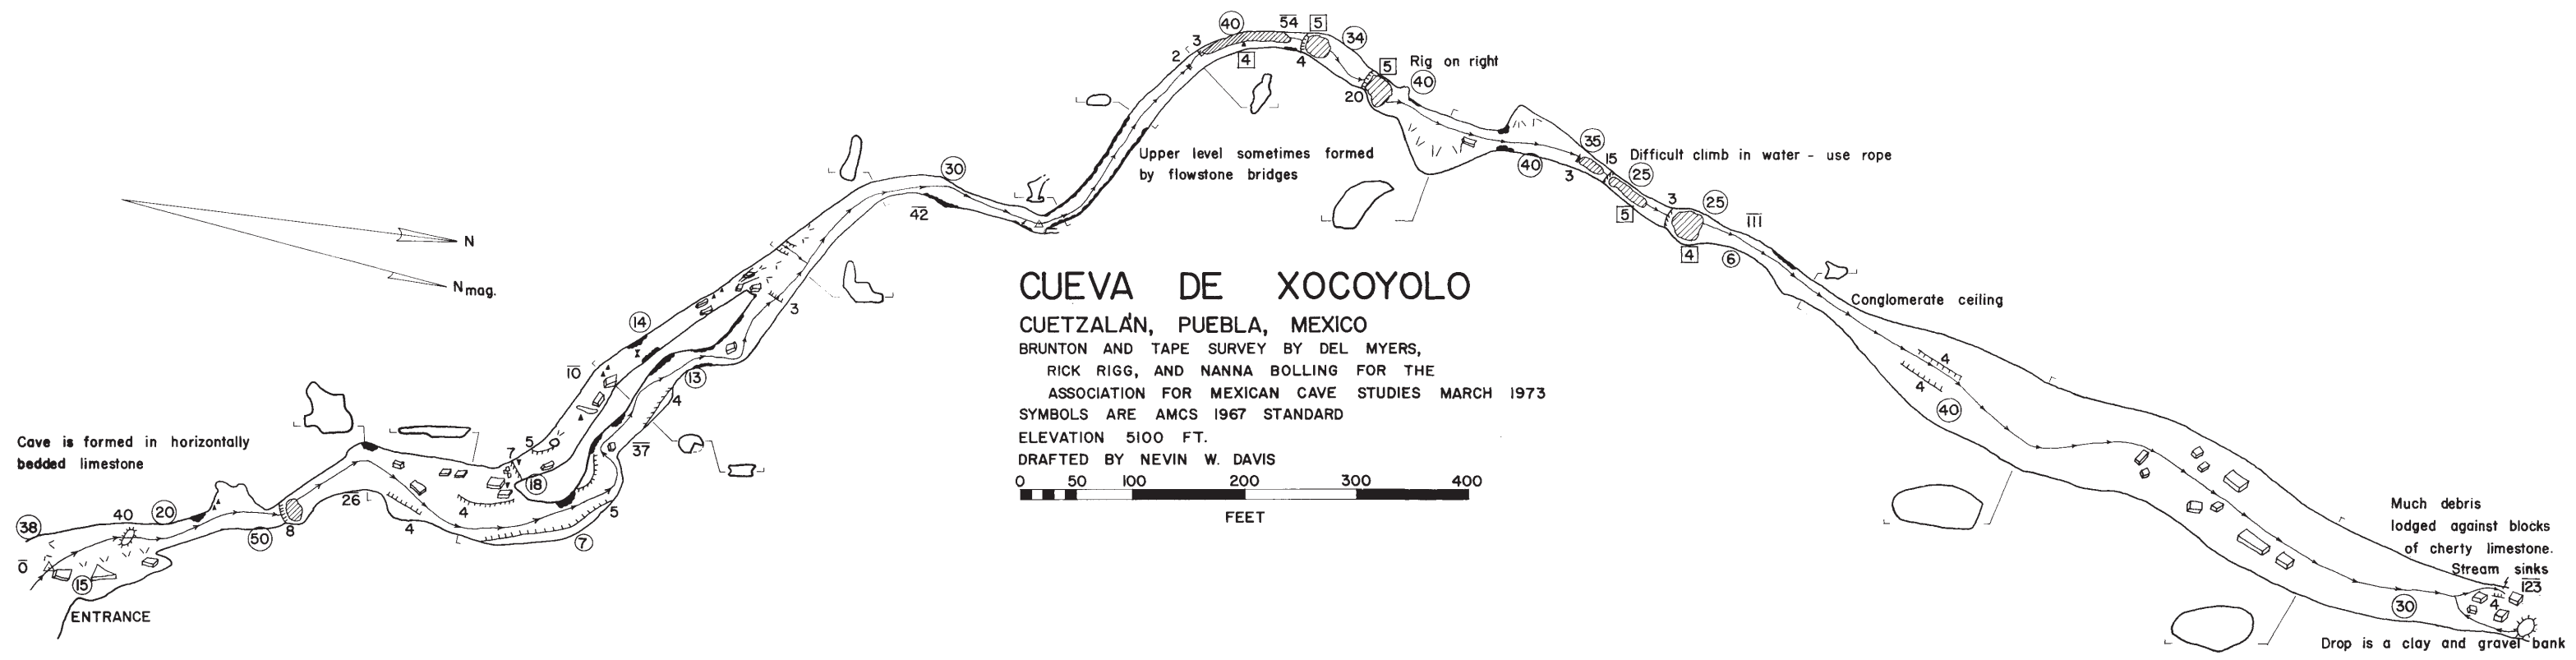 CUEVA DE XOCOYOLO
CUETZALÁN, PUEBLA, MEXICO
BRUNTON AND TAPE SURVEY BY DEL MYERS,
RICK RIGG, AND NANNA BOLLING FOR THE
ASSOCIATION FOR MEXICAN CAVE STUDIES MARCH 1973
SYMBOLS ARE AMCS 1967 STANDARD
ELEVATION 5100 FT.
DRAFTED BY NEVIN W. DAVIS
0 50 100 200 300 400
FEET
N
N mag.
Cave is formed in horizontally
bedded limestone
38
40
20
0
15
ENTRANCE
50
8
26
4
4
7
5
18
10
14
5
7
37
4
13
3
42
30
Upper level sometimes formed
by flowstone bridges
2
3
40
4
54
5
4
34
5
20
Rig on right
40
40
35
3
15
Difficult climb in water - use rope
25
5
3
25
4
6
111
Conglomerate ceiling
4
4
40
Much debris
lodged against blocks
of cherty limestone.
Stream sinks
123
4
30
Drop is a clay and gravel bank